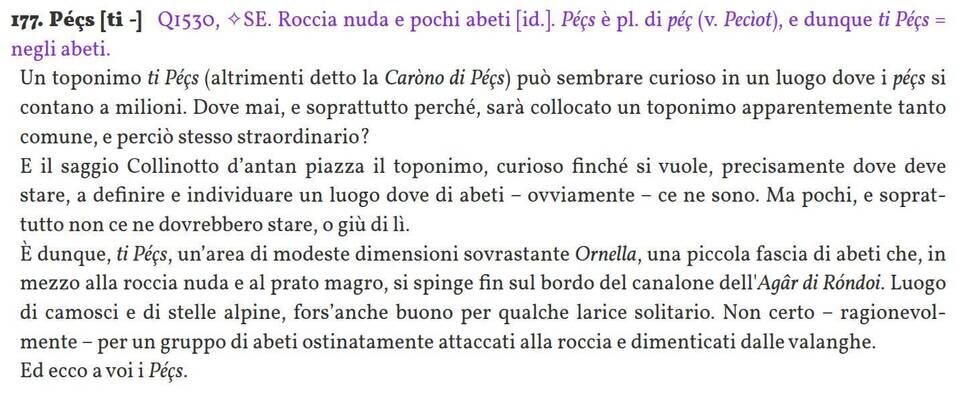 177. Péçs [ti -] Q1530, ✧SE. Roccia nuda e pochi abeti [id.]. Péçs è pl. di péç (v. Peciòt), e dunque ti Péçs =
negli abeti.
Un toponimo ti Péçs (altrimenti detto la Caròno di Péçs) può sembrare curioso in un luogo dove i péçs si
contano a milioni. Dove mai, e soprattutto perché, sarà collocato un toponimo apparentemente tanto
comune, e perciò stesso straordinario?
E il saggio Collinotto d'antan piazza il toponimo, curioso finché si vuole, precisamente dove deve
stare, a definire e individuare un luogo dove di abeti – ovviamente – ce ne sono. Ma pochi, e soprat-
tutto non ce ne dovrebbero stare, o giù di lì.
È dunque, ti Péçs, un'area di modeste dimensioni sovrastante Ornella, una piccola fascia di abeti che, in
mezzo alla roccia nuda e al prato magro, si spinge fin sul bordo del canalone dell'Agâr di Róndoi. Luogo
di camosci e di stelle alpine, fors'anche buono per qualche larice solitario. Non certo – ragionevol-
mente – per un gruppo di abeti ostinatamente attaccati alla roccia e dimenticati dalle valanghe.
Ed ecco a voi i Péçs.